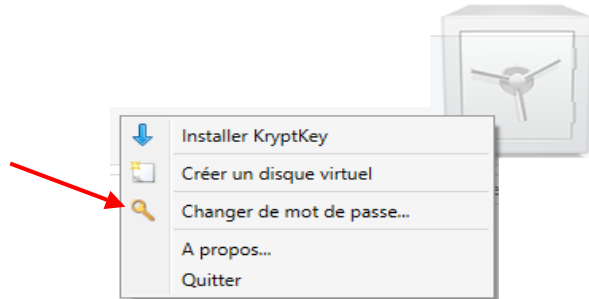 Installer KryptKey
Créer un disque virtuel
Changer de mot de passe...
A propos...
Quitter